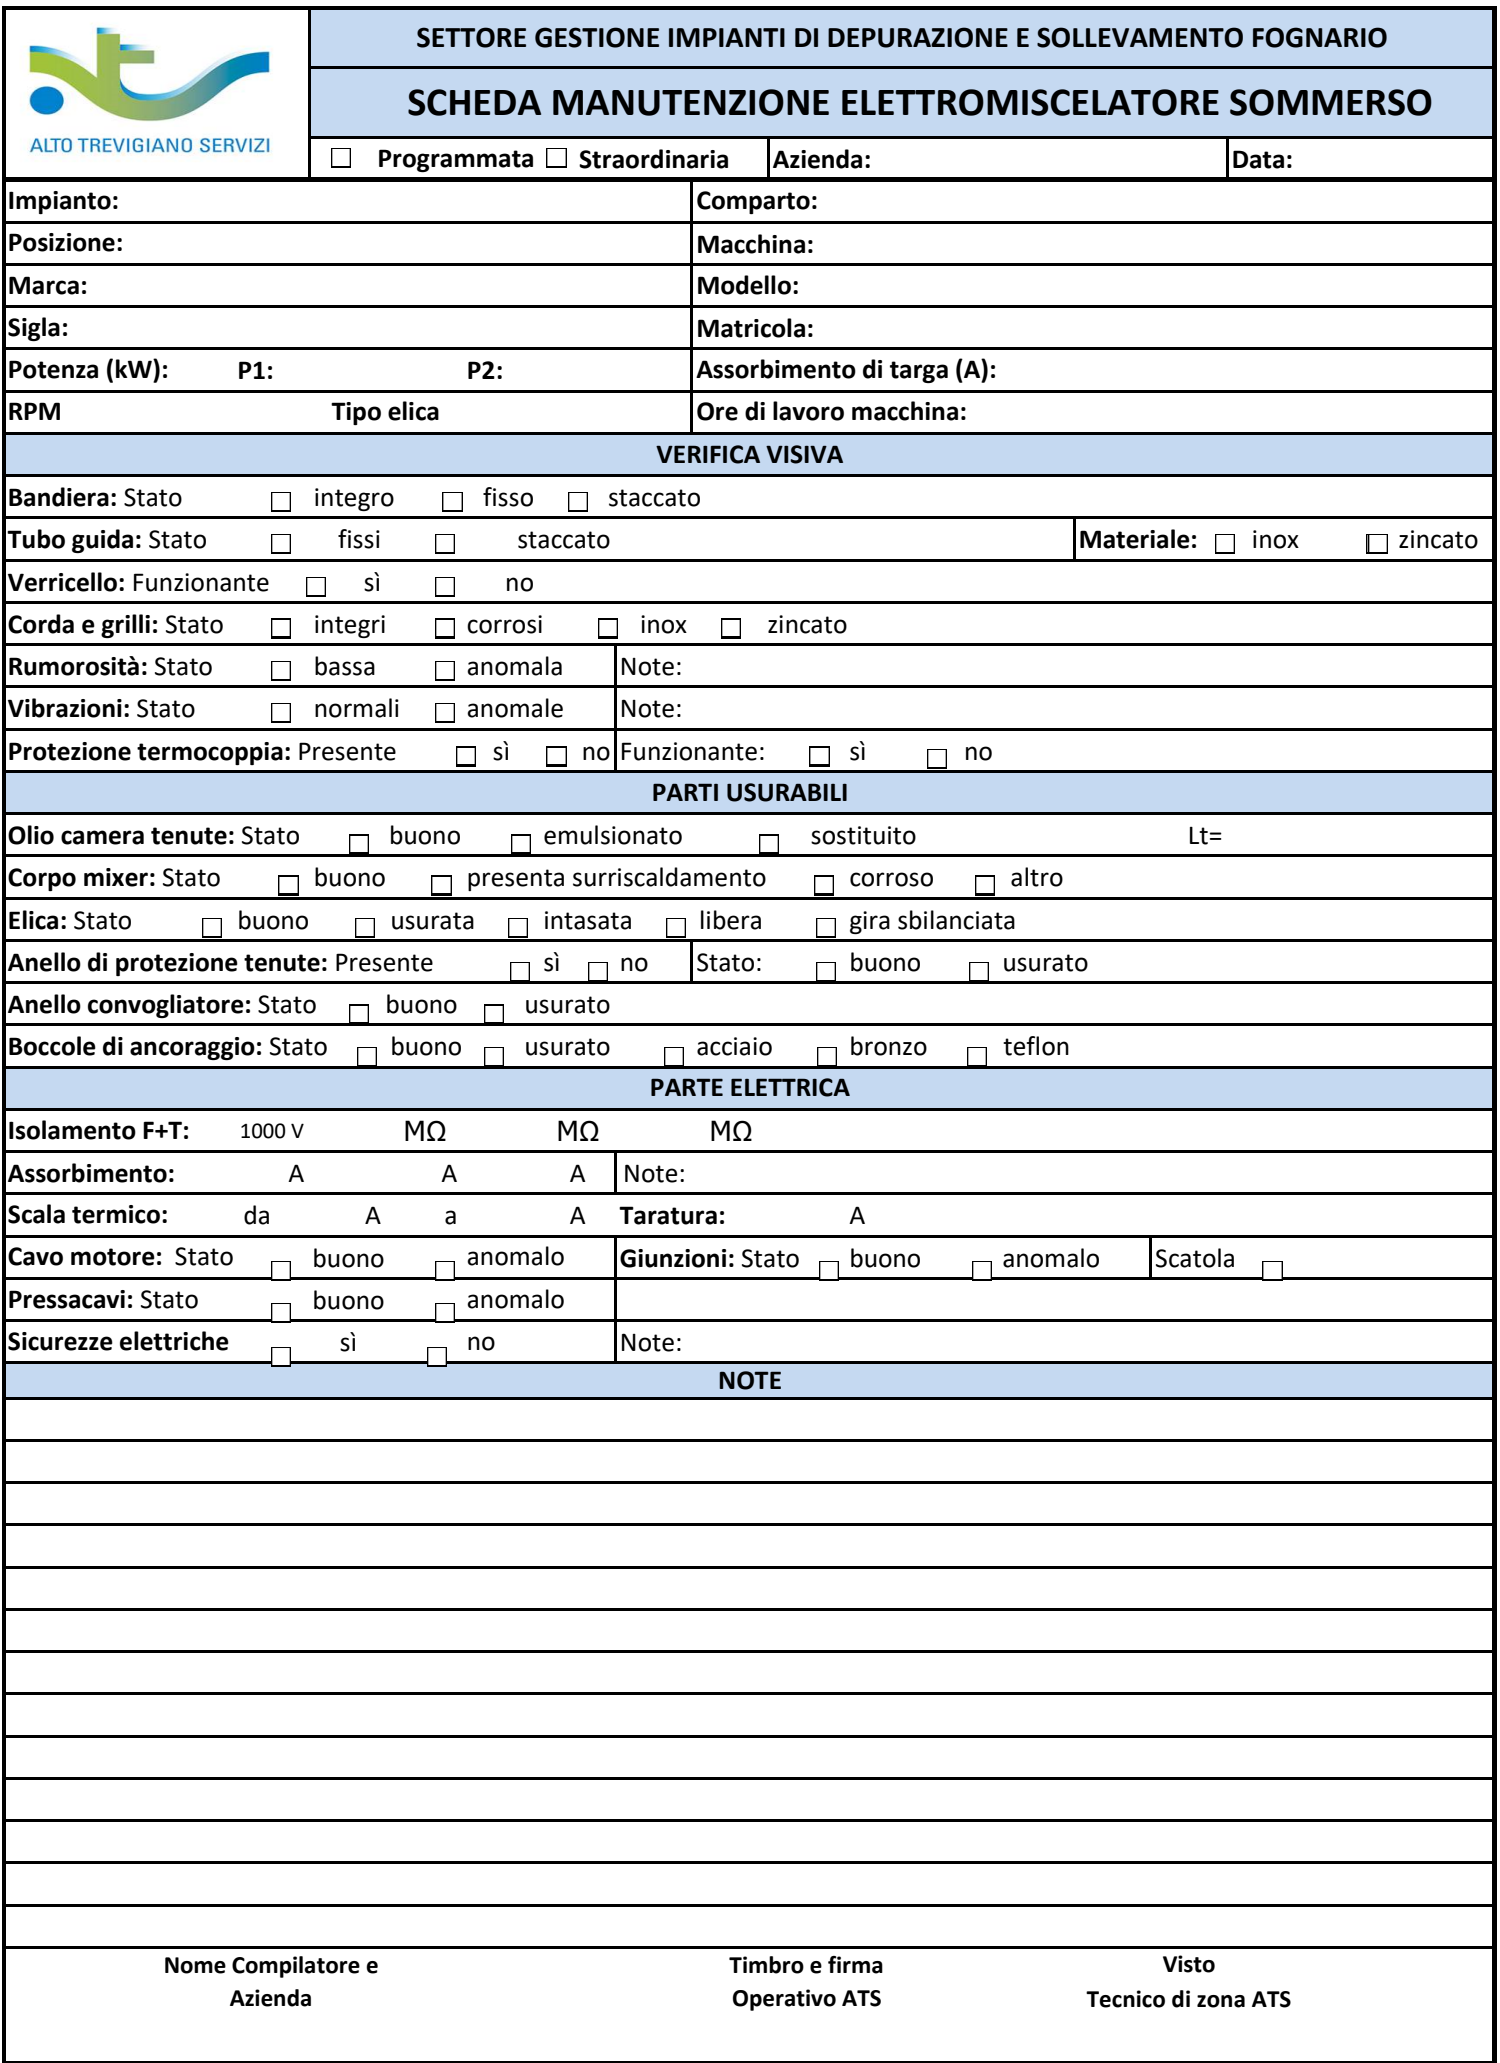 SETTORE GESTIONE IMPIANTI DI DEPURAZIONE E SOLLEVAMENTO FOGNARIO
SCHEDA MANUTENZIONE ELETTROMISCELATORE SOMMERSO
ALTO TREVIGIANO SERVIZI
☐ Programmata ☐ Straordinaria Azienda: Data:
Impianto: Comparto:
Posizione: Macchina:
Marca: Modello:
Sigla: Matricola:
Potenza (kW): P1: P2: Assorbimento di targa (A):
RPM Tipo elica Ore di lavoro macchina:
VERIFICA VISIVA
Bandiera: Stato ☐ integro ☐ fisso ☐ staccato
Tubo guida: Stato ☐ fissi ☐ staccato Materiale: ☐ inox ☐ zincato
Verricello: Funzionante ☐ sì ☐ no
Corda e grilli: Stato ☐ integri ☐ corrosi ☐ inox ☐ zincato
Rumorosità: Stato ☐ bassa ☐ anomala Note:
Vibrazioni: Stato ☐ normali ☐ anomale Note:
Protezione termocoppia: Presente ☐ sì ☐ no Funzionante: ☐ sì ☐ no
PARTI USURABILI
Olio camera tenute: Stato ☐ buono ☐ emulsionato ☐ sostituito Lt=
Corpo mixer: Stato ☐ buono ☐ presenta surriscaldamento ☐ corroso ☐ altro
Elica: Stato ☐ buono ☐ usurata ☐ intasata ☐ libera ☐ gira sbilanciata
Anello di protezione tenute: Presente ☐ sì ☐ no Stato: ☐ buono ☐ usurato
Anello convogliatore: Stato ☐ buono ☐ usurato
Boccole di ancoraggio: Stato ☐ buono ☐ usurato ☐ acciaio ☐ bronzo ☐ teflon
PARTE ELETTRICA
Isolamento F+T: 1000 V MΩ MΩ MΩ
Assorbimento: A A A Note:
Scala termico: da A a A Taratura: A
Cavo motore: Stato ☐ buono ☐ anomalo Giunzioni: Stato ☐ buono ☐ anomalo Scatola ☐
Pressacavi: Stato ☐ buono ☐ anomalo
Sicurezze elettriche ☐ sì ☐ no Note:
NOTE
Nome Compilatore e Timbro e firma Visto
Azienda Operativo ATS Tecnico di zona ATS